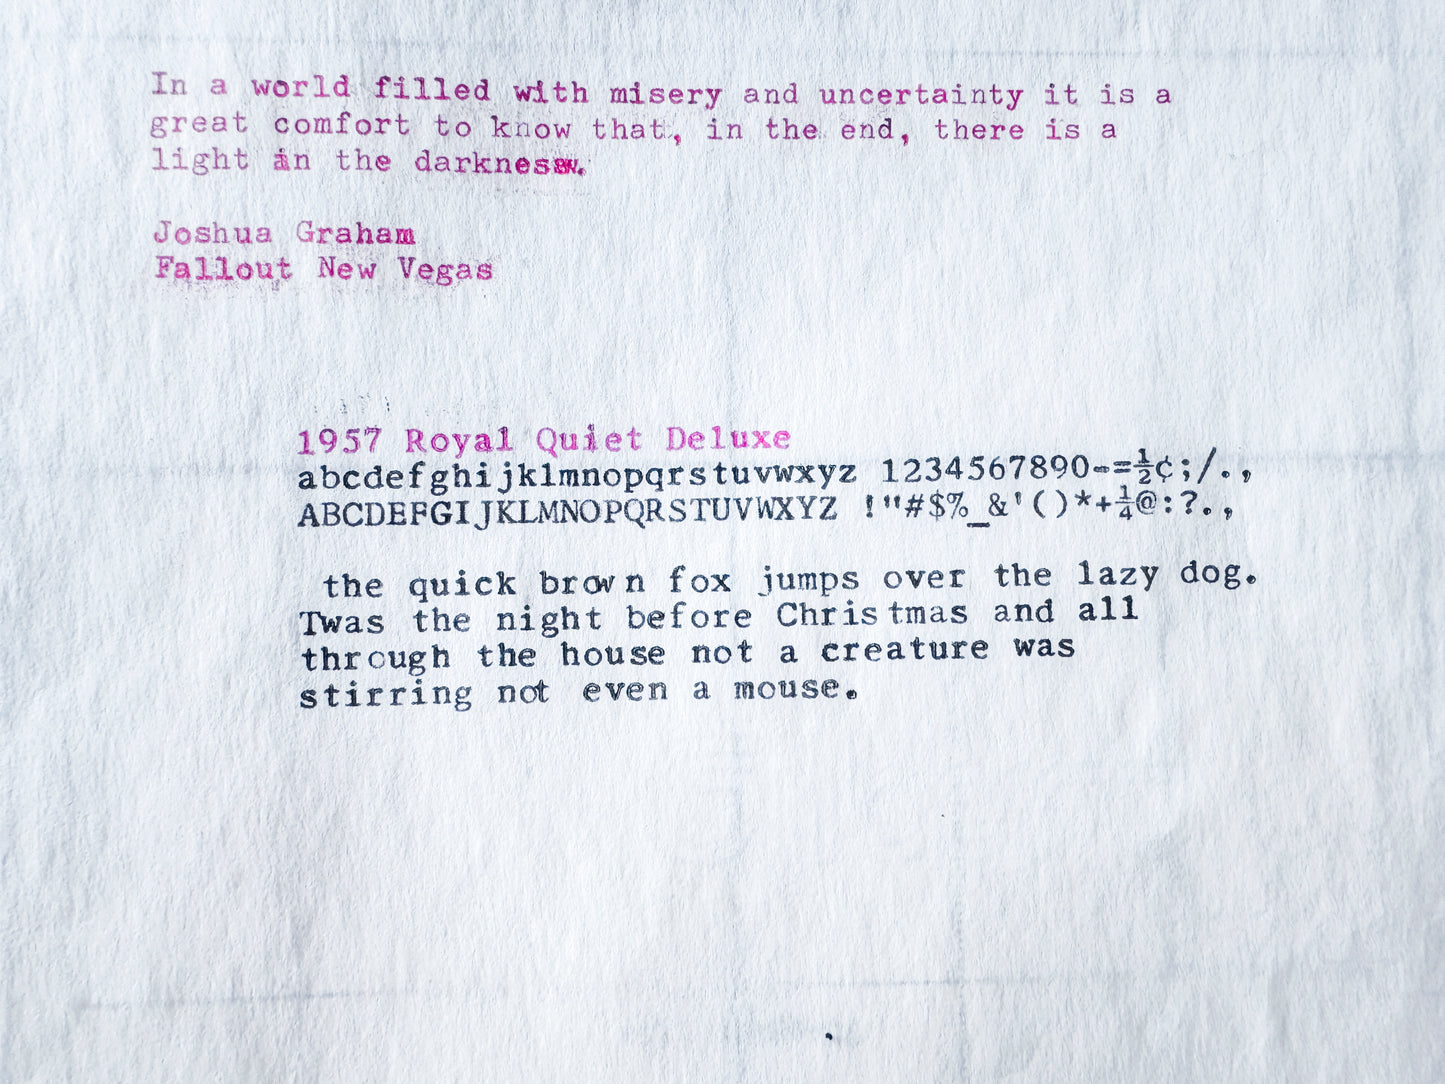 In a world filled with misery and uncertainty it is a
great comfort to know that, in the end, there is a
light in the darkness.
Joshua Graham
Fallout New Vegas
1957 Royal Quiet Deluxe
abcdefghijklmnopqrstuvwxyz 1234567890-=½¢;/.,
ABCDEFGIJKLMNOPQRSTUVWXYZ !"#$%_&'()*+¼@:?.,
the quick brown fox jumps over the lazy dog.
Twas the night before Christmas and all
through the house not a creature was
stirring not even a mouse.